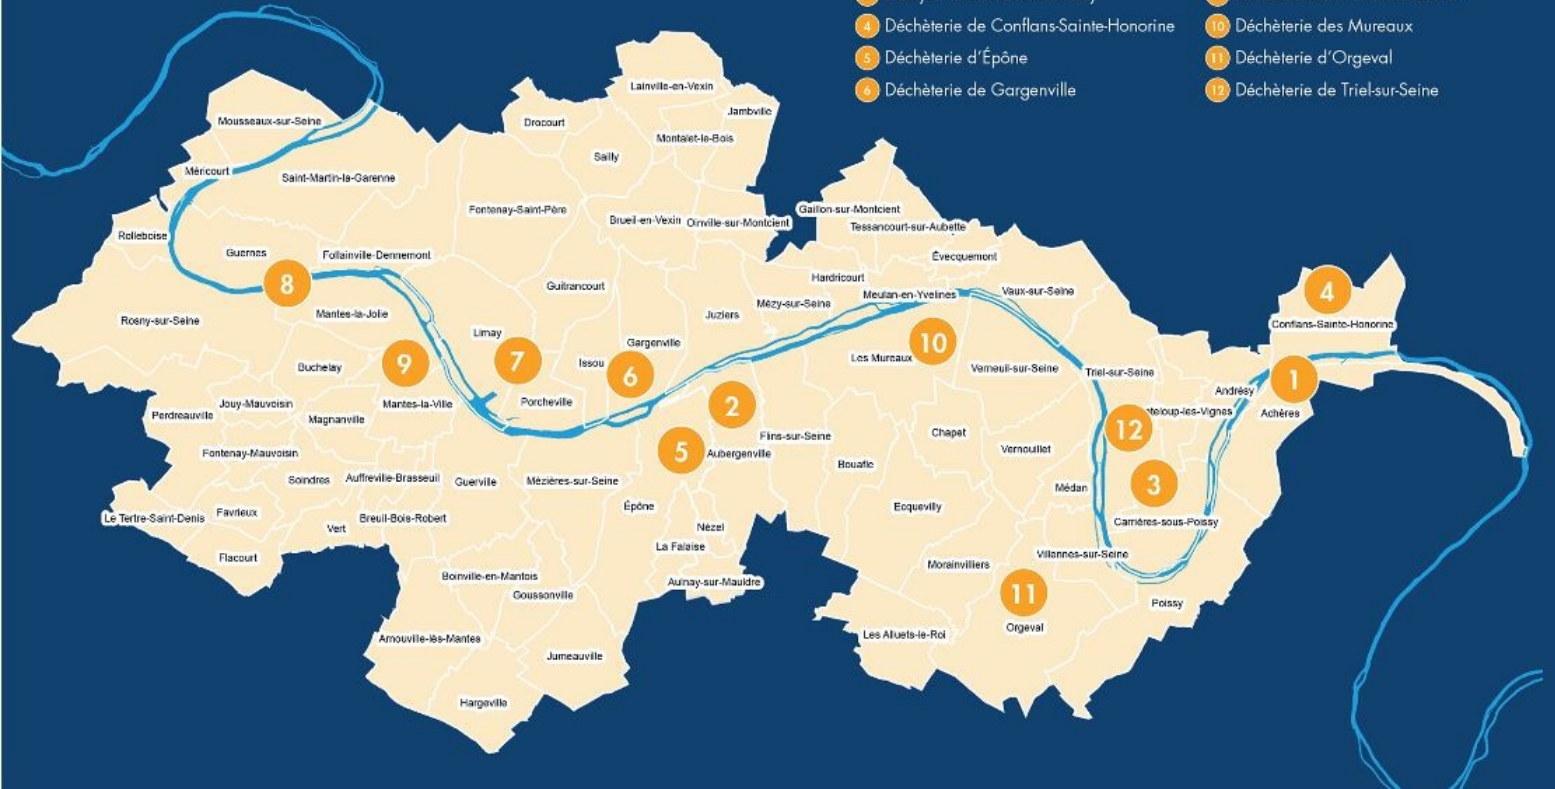 4 Déchèterie de Conflans-Sainte-Honorine
5 Déchèterie d'Épône
6 Déchèterie de Gargenville
10 Déchèterie des Mureaux
11 Déchèterie d'Orgeval
12 Déchèterie de Triel-sur-Seine
Lainville-en-Vexin
Jambville
Drocourt
Mousseaux-sur-Seine
Montalet-le-Bois
Sailly
Méricourt
Saint-Martin-la-Garenne
Fontenay-Saint-Père
Gaillon-sur-Montcient
Brueil-en-Vexin
Oinville-sur-Montcient
Tessancourt-sur-Aubette
Rolleboise
Guernes
Follainville-Dennemont
Évecquemont
8
Guitrancourt
Hardricourt
4
Meulan-en-Yvelines
Vaux-sur-Seine
Mézy-sur-Seine
Rosny-sur-Seine
Mantes-la-Jolie
Juziers
Conflans-Sainte-Honorine
Limay
Gargenville
10
Les Mureaux
Buchelay
9
7
Issou
6
Verneuil-sur-Seine
Triel-sur-Seine
1
Andrésy
Achères
Jouy-Mauvoisin
Mantes-la-Ville
Porcheville
2
Perdreauville
Magnanville
teloup-les-Vignes
12
Flins-sur-Seine
Chapet
Fontenay-Mauvoisin
5
Aubergenville
Vernouillet
Bouafle
Soindres
Auffreville-Brasseuil
Guerville
Mézières-sur-Seine
Médan
3
Épône
Ecquevilly
Le Tertre-Saint-Denis
Favrieux
Vert
Breuil-Bois-Robert
Nézel
Carrières-sous-Poissy
La Falaise
Flacourt
Villennes-sur-Seine
Morainvilliers
Boinville-en-Mantois
Aulnay-sur-Mauldre
Goussonville
11
Poissy
Orgeval
Les Alluets-le-Roi
Arnouville-lès-Mantes
Jumeauville
Hargeville